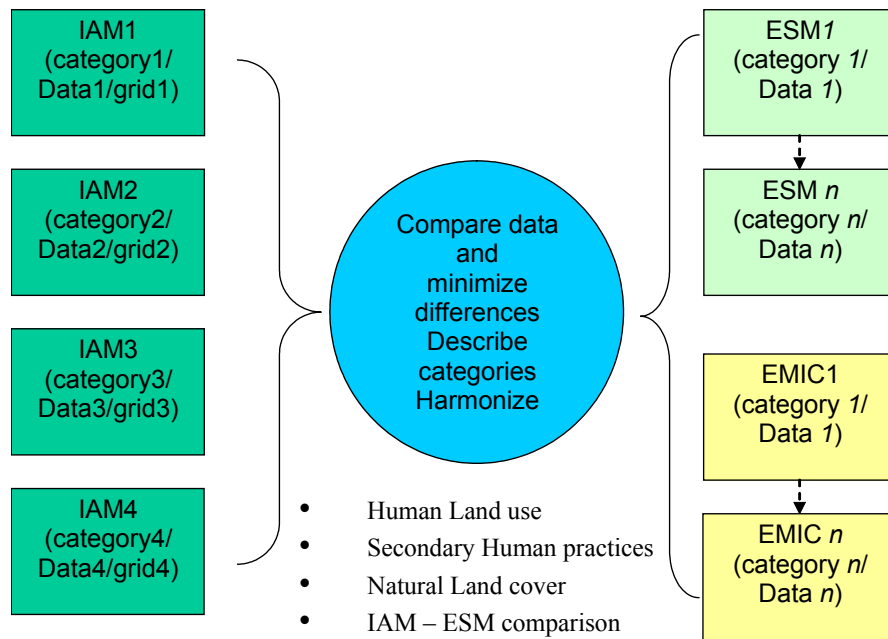 IAM1
(category1/
Data1/grid1)
IAM2
(category2/
Data2/grid2)
IAM3
(category3/
Data3/grid3)
IAM4
(category4/
Data4/grid4)
Compare data
and
minimize
differences
Describe
categories
Harmonize
• Human Land use
• Secondary Human practices
• Natural Land cover
• IAM – ESM comparison
ESM1
(category 1/
Data 1)
ESM n
(category n/
Data n)
EMIC1
(category 1/
Data 1)
EMIC n
(category n/
Data n)